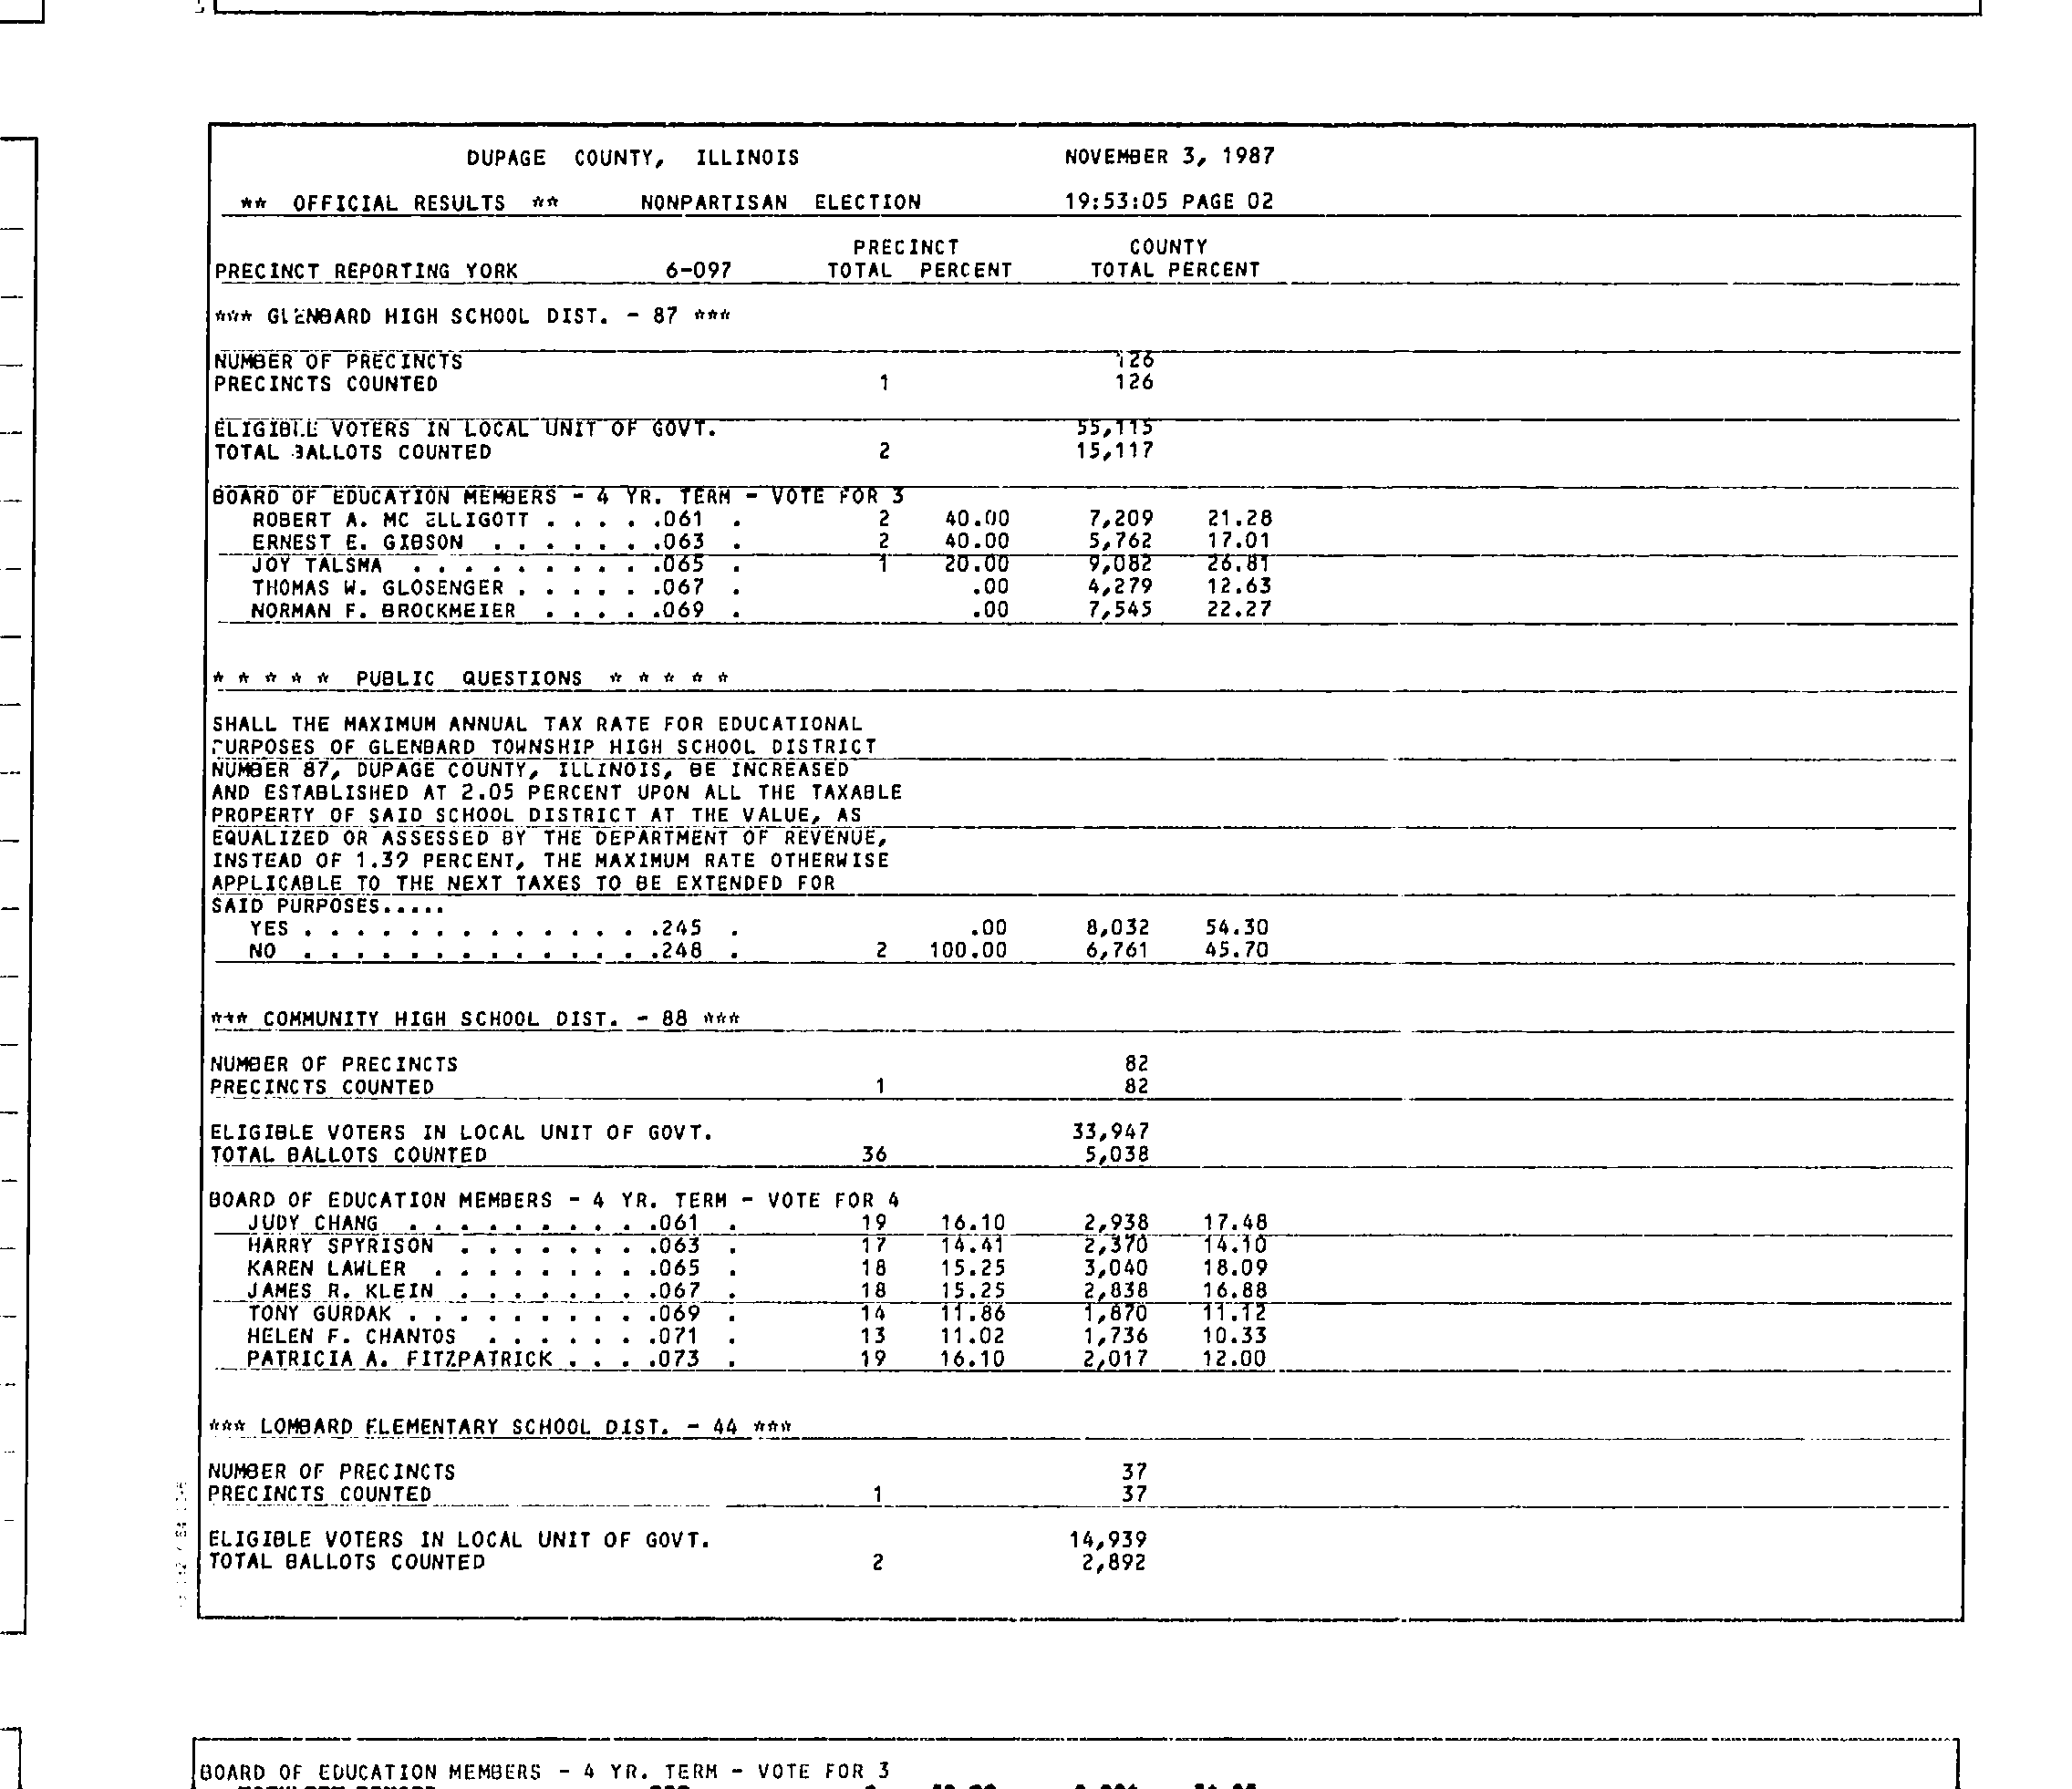 DUPAGE COUNTY, ILLINOIS NOVEMBER 3, 1987
** OFFICIAL RESULTS ** NONPARTISAN ELECTION 19:53:05 PAGE 02
PRECINCT COUNTY
PRECINCT REPORTING YORK 6-097 TOTAL PERCENT TOTAL PERCENT
*** GLENBARD HIGH SCHOOL DIST. - 87 ***
NUMBER OF PRECINCTS 126
PRECINCTS COUNTED 1 126
ELIGIBLE VOTERS IN LOCAL UNIT OF GOVT. 55,115
TOTAL BALLOTS COUNTED 2 15,117
BOARD OF EDUCATION MEMBERS - 4 YR. TERM - VOTE FOR 3
ROBERT A. MC ELLIGOTT . . . . .061 . 2 40.00 7,209 21.28
ERNEST E. GIBSON . . . . . . .063 . 2 40.00 5,762 17.01
JOY TALSMA . . . . . . . . . .065 . 1 20.00 9,082 26.81
THOMAS W. GLOSENGER . . . . . .067 . .00 4,279 12.63
NORMAN F. BROCKMEIER . . . . .069 . .00 7,545 22.27
* * * * * PUBLIC QUESTIONS * * * * *
SHALL THE MAXIMUM ANNUAL TAX RATE FOR EDUCATIONAL
PURPOSES OF GLENBARD TOWNSHIP HIGH SCHOOL DISTRICT
NUMBER 87, DUPAGE COUNTY, ILLINOIS, BE INCREASED
AND ESTABLISHED AT 2.05 PERCENT UPON ALL THE TAXABLE
PROPERTY OF SAID SCHOOL DISTRICT AT THE VALUE, AS
EQUALIZED OR ASSESSED BY THE DEPARTMENT OF REVENUE,
INSTEAD OF 1.39 PERCENT, THE MAXIMUM RATE OTHERWISE
APPLICABLE TO THE NEXT TAXES TO BE EXTENDED FOR
SAID PURPOSES.....
YES . . . . . . . . . . . . . .245 . .00 8,032 54.30
NO . . . . . . . . . . . . . .248 . 2 100.00 6,761 45.70
*** COMMUNITY HIGH SCHOOL DIST. - 88 ***
NUMBER OF PRECINCTS 82
PRECINCTS COUNTED 1 82
ELIGIBLE VOTERS IN LOCAL UNIT OF GOVT. 33,947
TOTAL BALLOTS COUNTED 36 5,038
BOARD OF EDUCATION MEMBERS - 4 YR. TERM - VOTE FOR 4
JUDY CHANG . . . . . . . . . .061 . 19 16.10 2,938 17.48
HARRY SPYRISON . . . . . . . .063 . 17 14.41 2,370 14.10
KAREN LAWLER . . . . . . . . .065 . 18 15.25 3,040 18.09
JAMES R. KLEIN . . . . . . . .067 . 18 15.25 2,838 16.88
TONY GURDAK . . . . . . . . . .069 . 14 11.86 1,870 11.12
HELEN F. CHANTOS . . . . . . .071 . 13 11.02 1,736 10.33
PATRICIA A. FITZPATRICK . . . .073 . 19 16.10 2,017 12.00
*** LOMBARD ELEMENTARY SCHOOL DIST. - 44 ***
NUMBER OF PRECINCTS 37
PRECINCTS COUNTED 1 37
ELIGIBLE VOTERS IN LOCAL UNIT OF GOVT. 14,939
TOTAL BALLOTS COUNTED 2 2,892
BOARD OF EDUCATION MEMBERS - 4 YR. TERM - VOTE FOR 3